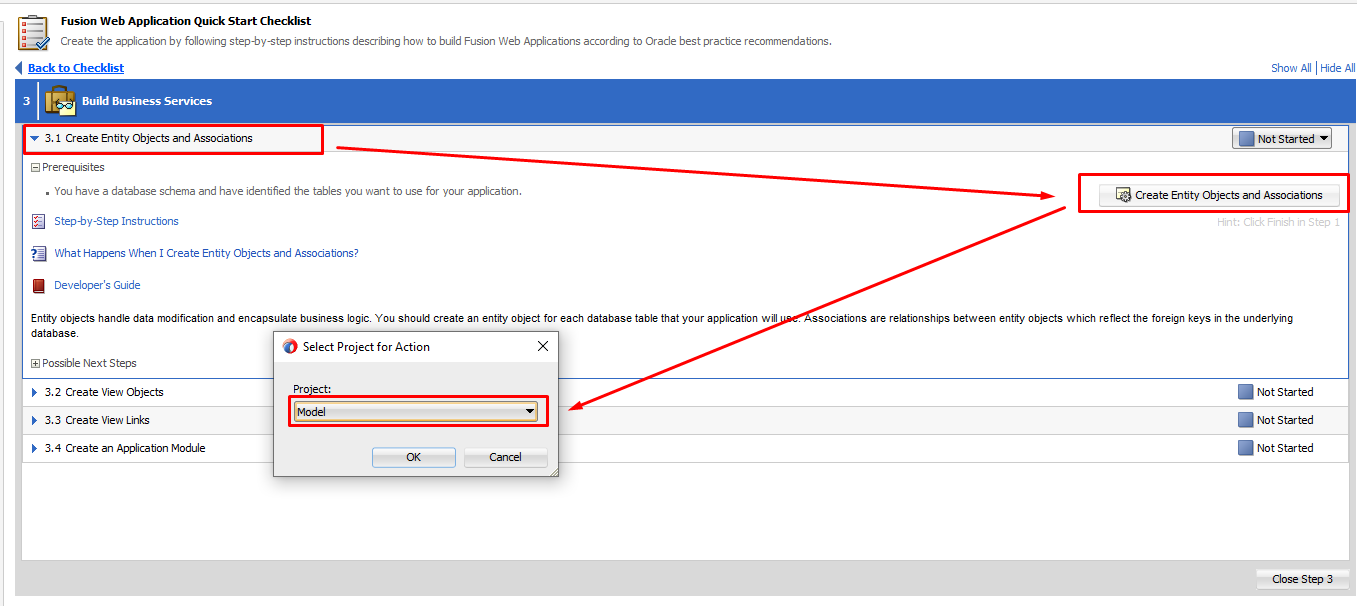 Fusion Web Application Quick Start Checklist
Create the application by following step-by-step instructions describing how to build Fusion Web Applications according to Oracle best practice recommendations.
Back to Checklist
Show All | Hide All
3 Build Business Services
3.1 Create Entity Objects and Associations
Not Started
Prerequisites
You have a database schema and have identified the tables you want to use for your application.
Create Entity Objects and Associations
Step-by-Step Instructions
Hint: Click Finish in Step 1
What Happens When I Create Entity Objects and Associations?
Developer's Guide
Entity objects handle data modification and encapsulate business logic. You should create an entity object for each database table that your application will use. Associations are relationships between entity objects which reflect the foreign keys in the underlying
database.
Select Project for Action
Possible Next Steps
Project:
Model
OK
Cancel
3.2 Create View Objects
Not Started
3.3 Create View Links
Not Started
3.4 Create an Application Module
Not Started
Close Step 3